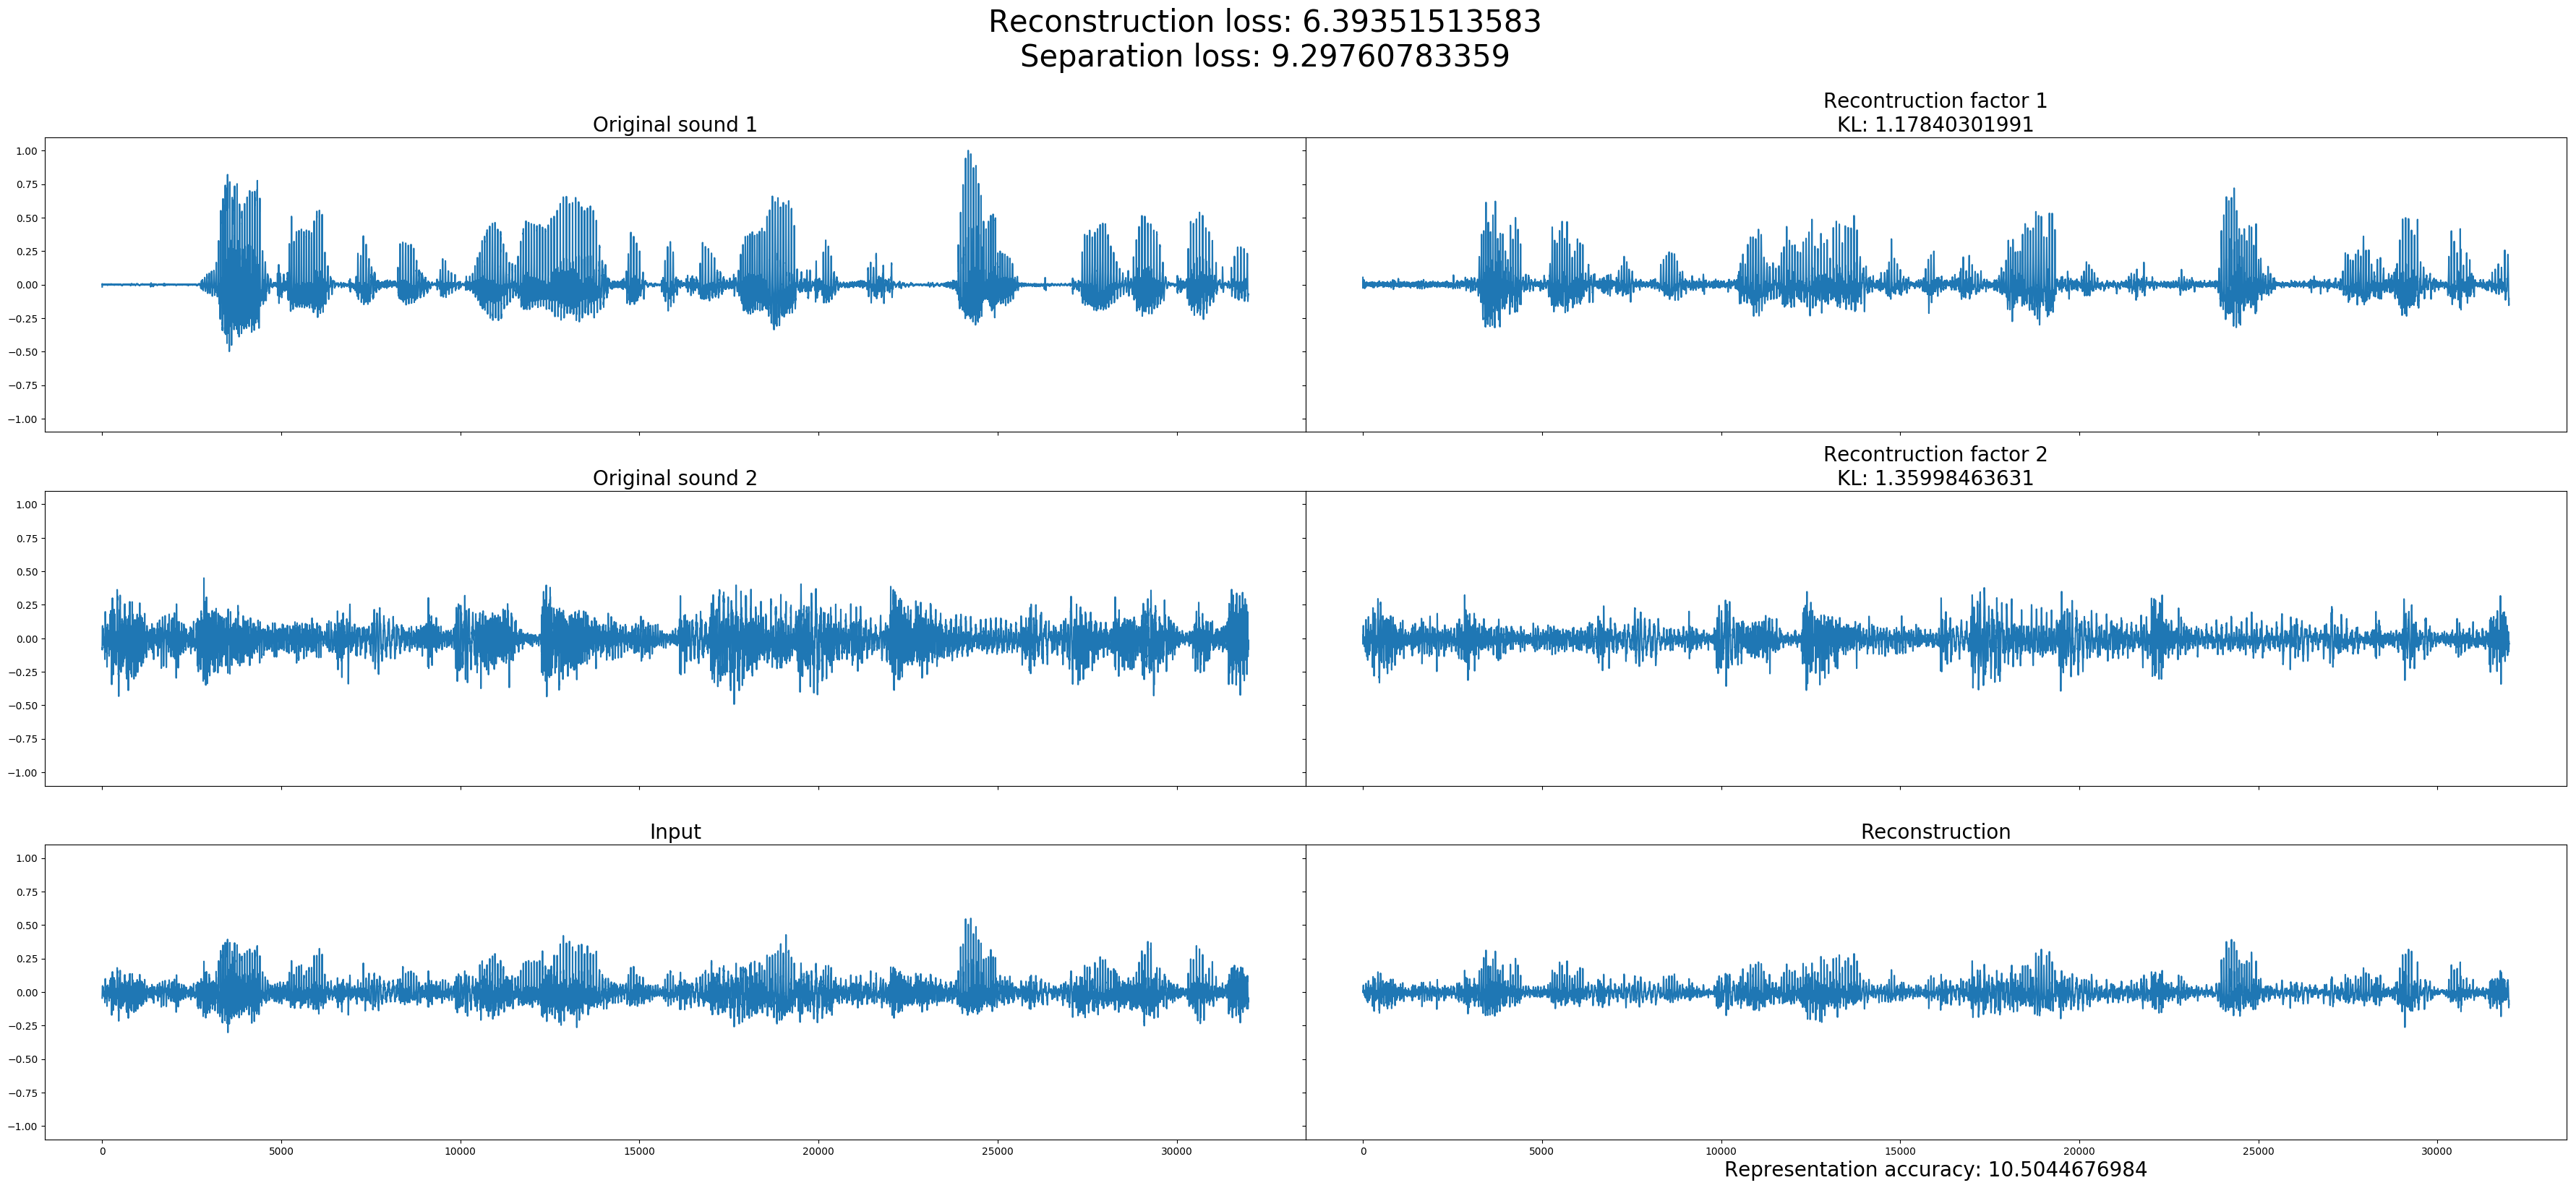 Reconstruction loss: 6.39351513583
Separation loss: 9.29760783359
Original sound 1
Recontruction factor 1
KL: 1.17840301991
1.00
0.75
0.50
0.25
0.00
−0.25
−0.50
−0.75
−1.00
Original sound 2
Recontruction factor 2
KL: 1.35998463631
1.00
0.75
0.50
0.25
0.00
−0.25
−0.50
−0.75
−1.00
Input
Reconstruction
1.00
0.75
0.50
0.25
0.00
−0.25
−0.50
−0.75
−1.00
0 5000 10000 15000 20000 25000 30000 0 5000 10000 15000 20000 25000 30000
Representation accuracy: 10.5044676984